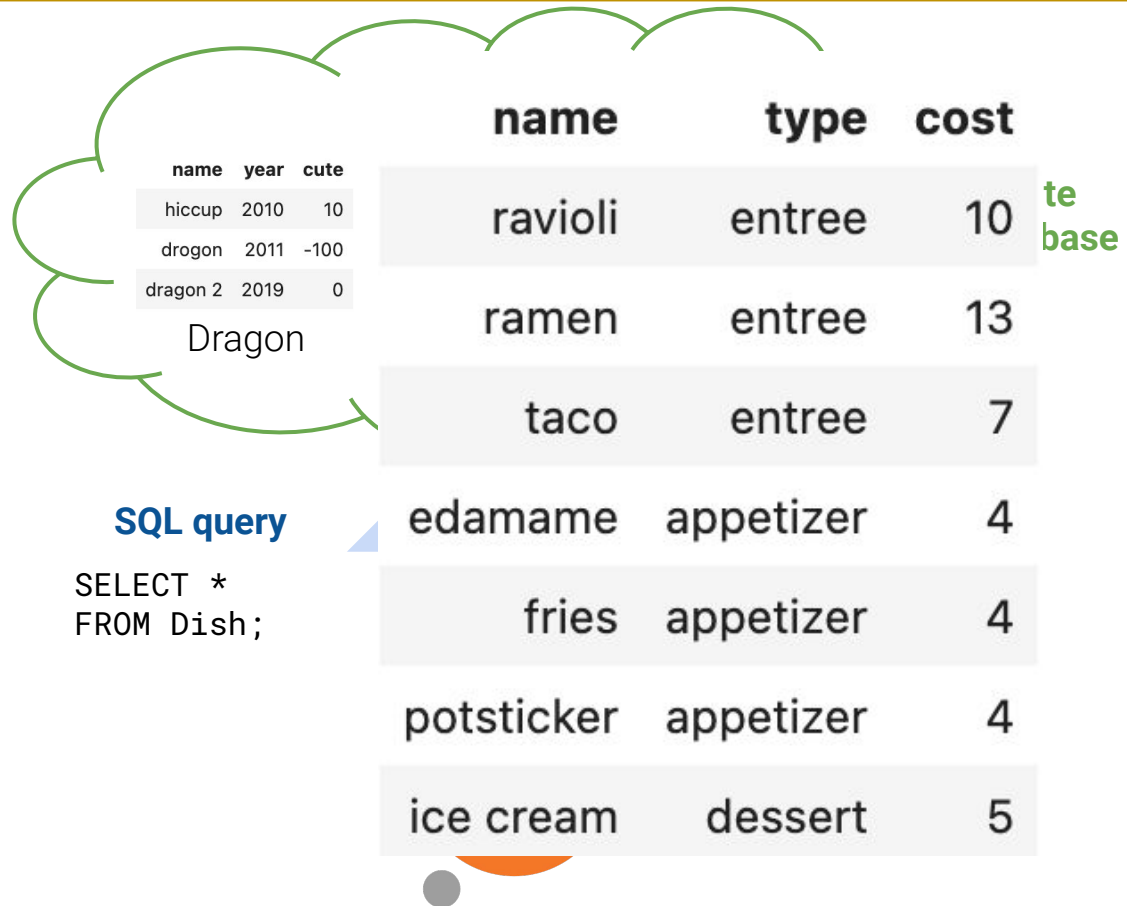 name year cute
hiccup 2010 10
drogon 2011 -100
dragon 2 2019 0
Dragon
name type cost
ravioli entree 10
ramen entree 13
taco entree 7
edamame appetizer 4
fries appetizer 4
potsticker appetizer 4
ice cream dessert 5
te
base
SQL query
SELECT *
FROM Dish;